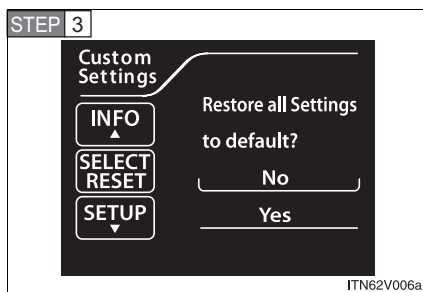 STEP 3
Custom
Settings
INFO
▲
SELECT
RESET
SETUP
▼
Restore all Settings
to default?
No
Yes
ITN62V006a